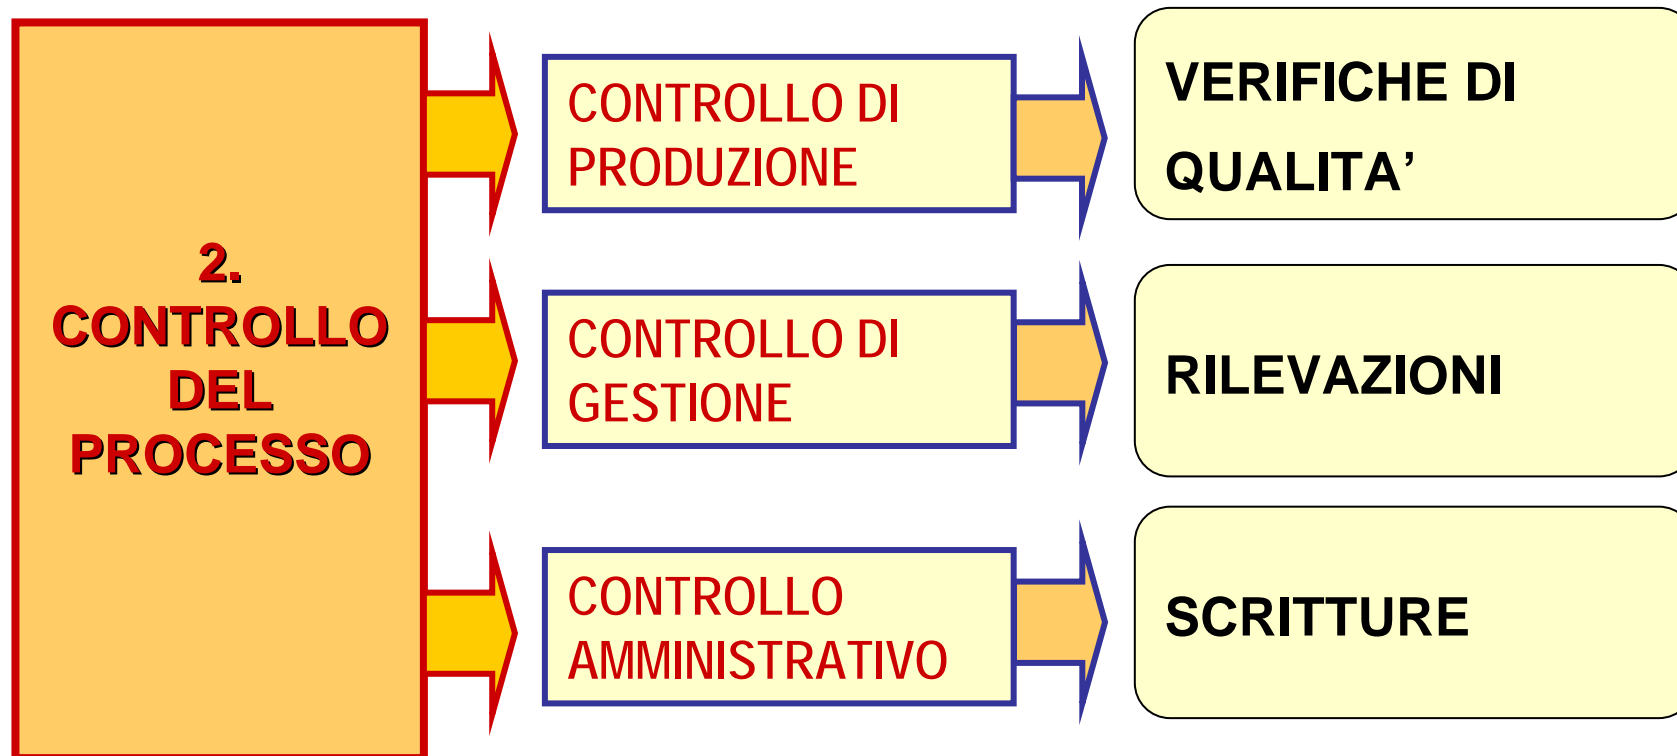 2.
CONTROLLO
DEL
PROCESSO
CONTROLLO DI
PRODUZIONE
VERIFICHE DI
QUALITA’
CONTROLLO DI
GESTIONE
RILEVAZIONI
CONTROLLO
AMMINISTRATIVO
SCRITTURE